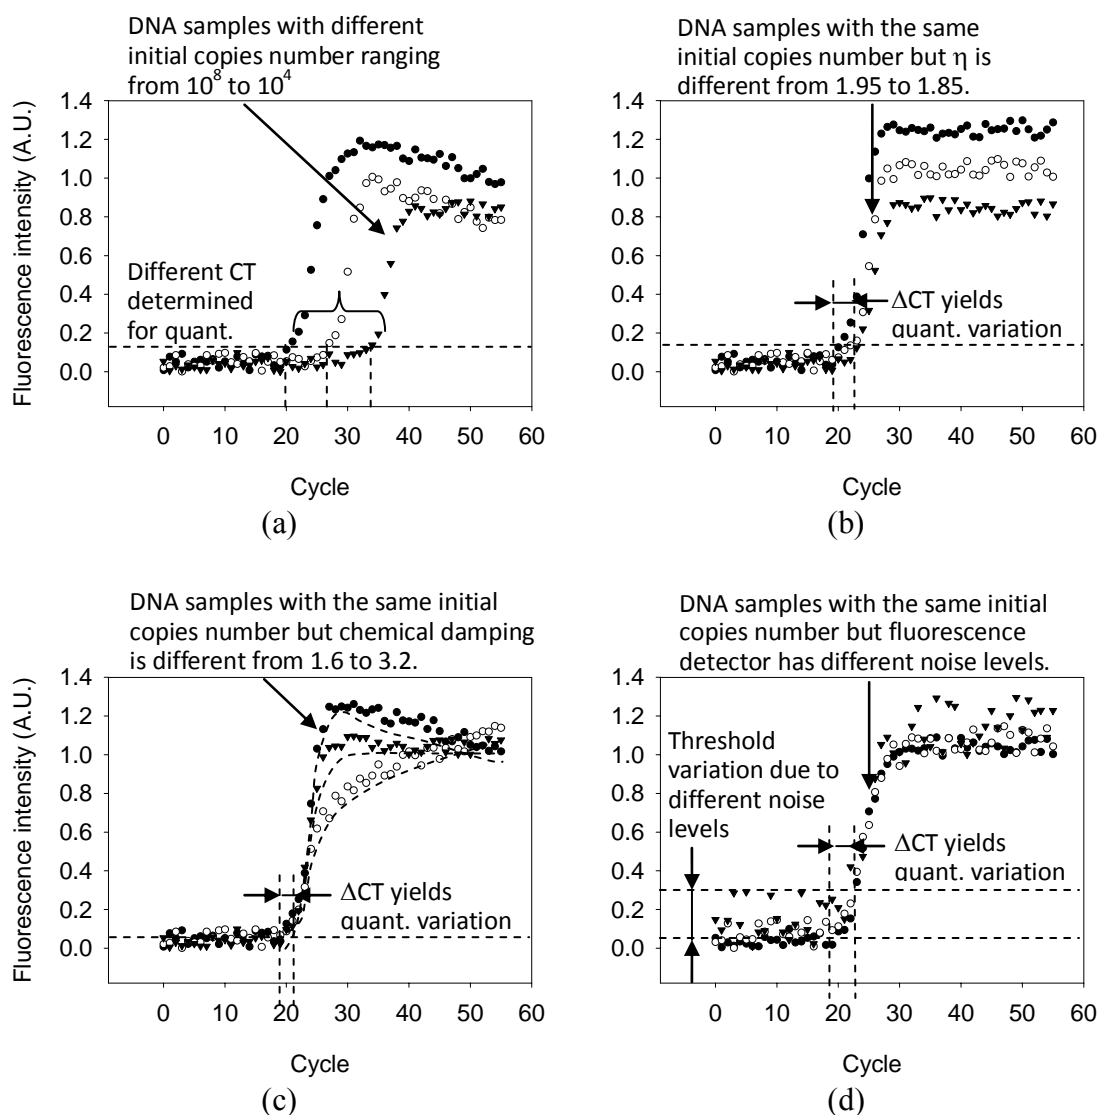 DNA samples with different
initial copies number ranging
from 10⁸ to 10⁴
Fluorescence intensity (A.U.)
1.4
1.2
1.0
0.8
0.6
0.4
0.2
0.0
Different CT
determined
for quant.
0 10 20 30 40 50 60
Cycle
(a)
DNA samples with the same
initial copies number but η is
different from 1.95 to 1.85.
1.4
1.2
1.0
0.8
0.6
0.4
0.2
0.0
ΔCT yields
quant. variation
0 10 20 30 40 50 60
Cycle
(b)
DNA samples with the same initial
copies number but chemical damping
is different from 1.6 to 3.2.
Fluorescence intensity (A.U.)
1.4
1.2
1.0
0.8
0.6
0.4
0.2
0.0
ΔCT yields
quant. variation
0 10 20 30 40 50 60
Cycle
(c)
DNA samples with the same initial
copies number but fluorescence
detector has different noise levels.
1.4
1.2
1.0
0.8
0.6
0.4
0.2
0.0
Threshold
variation due to
different noise
levels
ΔCT yields
quant. variation
0 10 20 30 40 50 60
Cycle
(d)